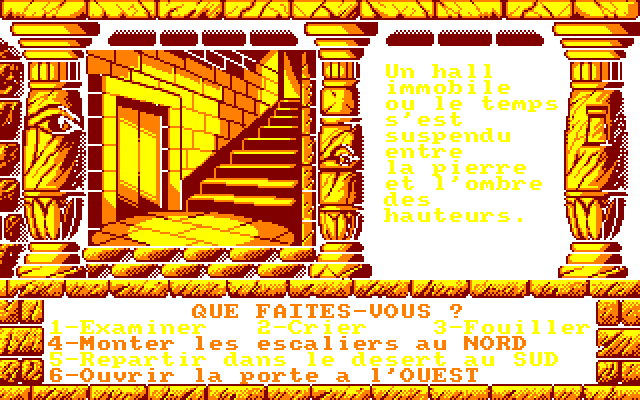 Un hall
immobile
ou le temps
s'est
suspendu
entre
la pierre
et l'ombre
des
hauteurs.
QUE FAITES-VOUS ?
1-Examiner 2-Crier 3-Fouiller
4-Monter les escaliers au NORD
5-Repartir dans le desert au SUD
6-Ouvrir la porte a l'OUEST